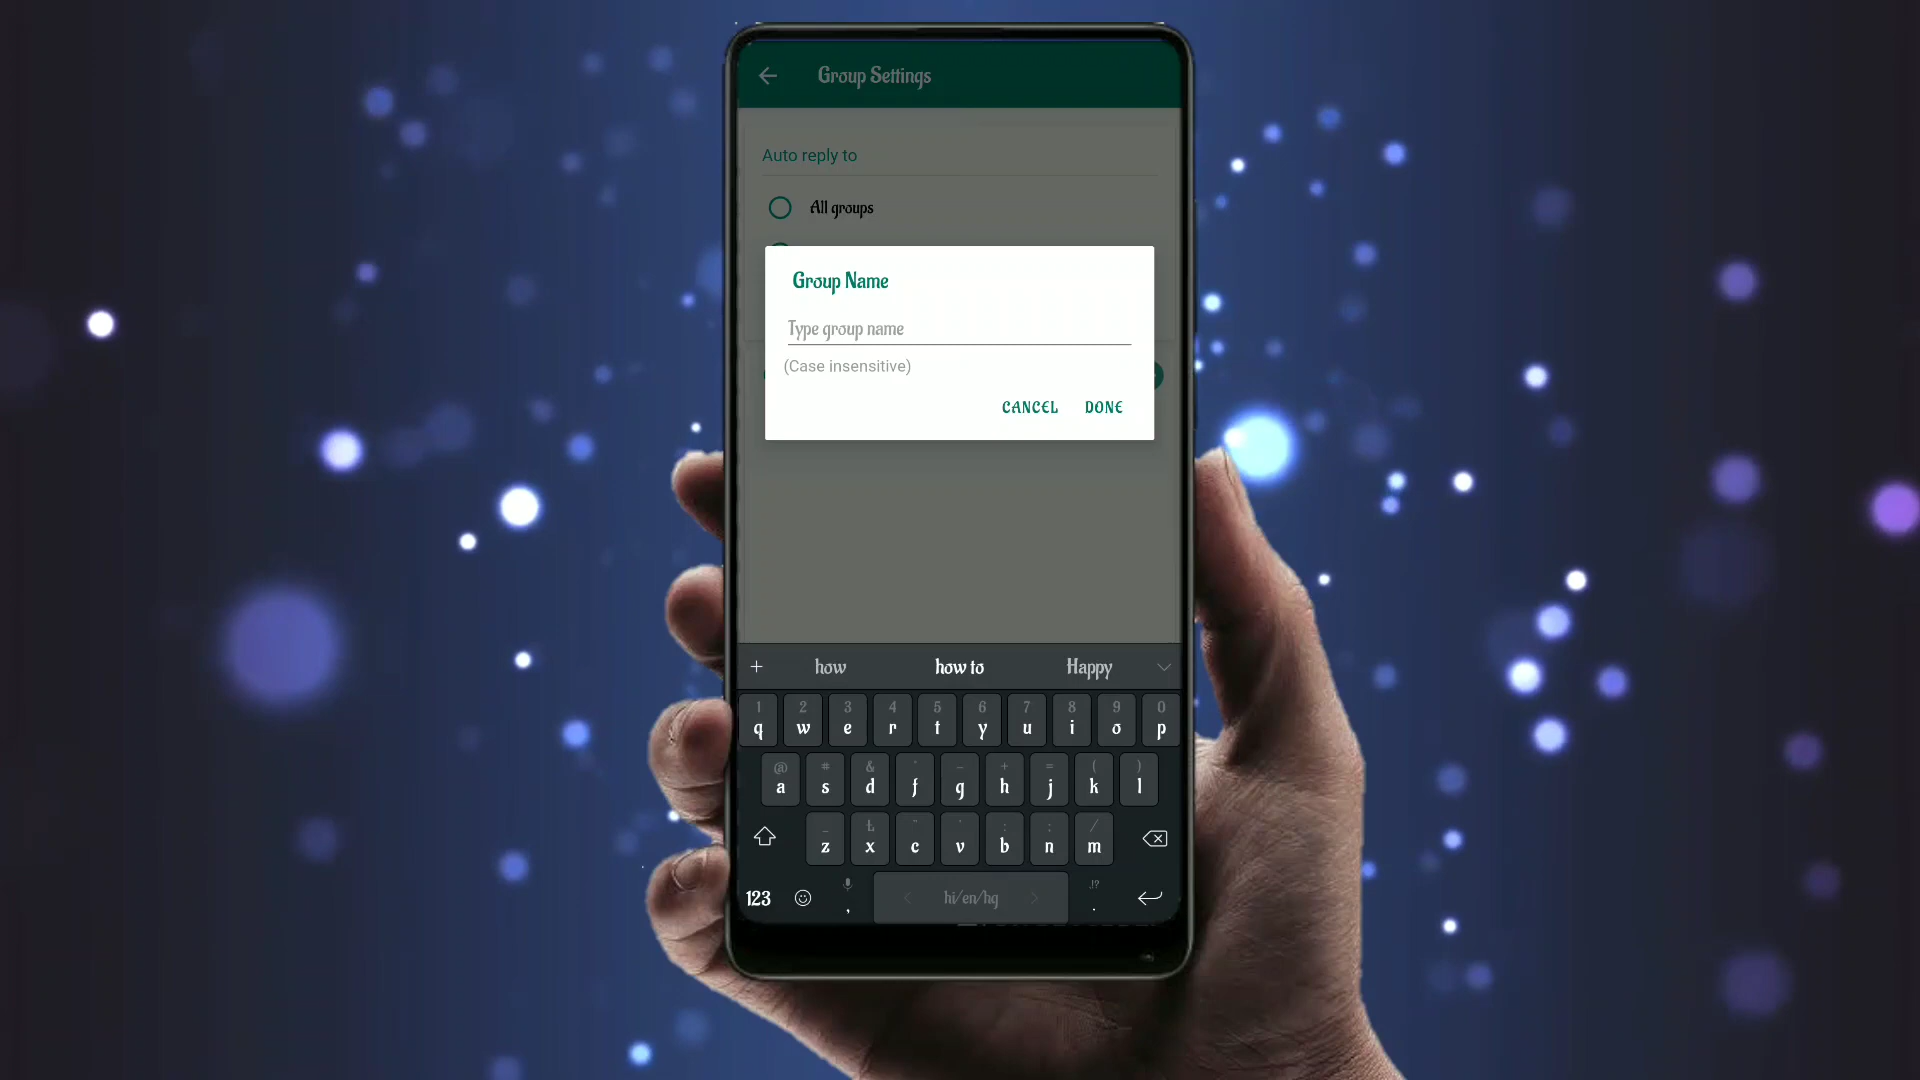 Group Settings
Auto reply to
All groups
Group Name
Type group name
(Case insensitive)
CANCEL DONE
+ how how to Happy
1 2 3 4 5 6 7 8 9 0
q w e r t y u i o p
@ # & * - + = ( )
a s d f g h j k l
z x c v b n m
123 , hi/en/hg .